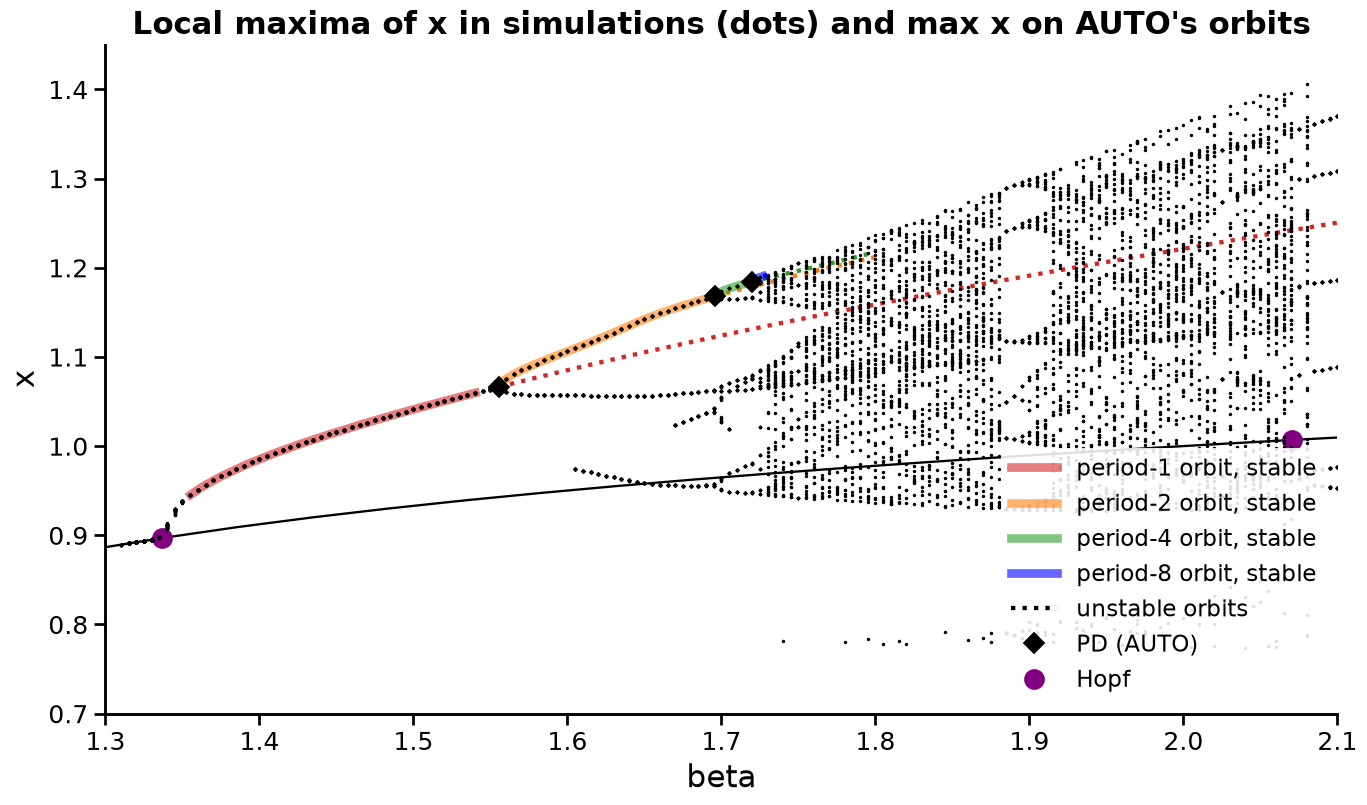 Local maxima of x in simulations (dots) and max x on AUTO's orbits
1.4
1.3
1.2
1.1
1.0
0.9
0.8
0.7
x
period-1 orbit, stable
period-2 orbit, stable
period-4 orbit, stable
period-8 orbit, stable
unstable orbits
PD (AUTO)
Hopf
1.3 1.4 1.5 1.6 1.7 1.8 1.9 2.0 2.1
beta